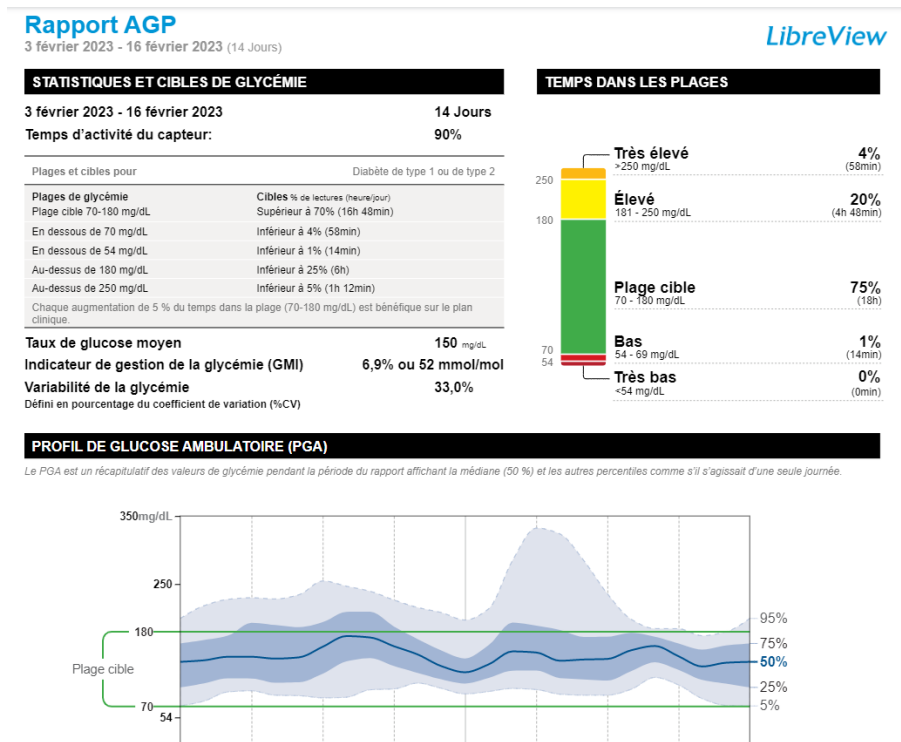 Rapport AGP
3 février 2023 - 16 février 2023 (14 Jours)
LibreView
STATISTIQUES ET CIBLES DE GLYCÉMIE
3 février 2023 - 16 février 2023 14 Jours
Temps d'activité du capteur: 90%
Plages et cibles pour Diabète de type 1 ou de type 2
Plages de glycémie Cibles % de lectures (heure/jour)
Plage cible 70-180 mg/dL Supérieur à 70% (16h 48min)
En dessous de 70 mg/dL Inférieur à 4% (58min)
En dessous de 54 mg/dL Inférieur à 1% (14min)
Au-dessus de 180 mg/dL Inférieur à 25% (6h)
Au-dessus de 250 mg/dL Inférieur à 5% (1h 12min)
Chaque augmentation de 5 % du temps dans la plage (70-180 mg/dL) est bénéfique sur le plan
clinique.
Taux de glucose moyen 150 mg/dL
Indicateur de gestion de la glycémie (GMI) 6,9% ou 52 mmol/mol
Variabilité de la glycémie 33,0%
Défini en pourcentage du coefficient de variation (%CV)
TEMPS DANS LES PLAGES
Très élevé 4%
>250 mg/dL (58min)
250
Élevé 20%
181 - 250 mg/dL (4h 48min)
180
Plage cible 75%
70 - 180 mg/dL (18h)
Bas 1%
70
54 - 69 mg/dL (14min)
54
Très bas 0%
<54 mg/dL (0min)
PROFIL DE GLUCOSE AMBULATOIRE (PGA)
Le PGA est un récapitulatif des valeurs de glycémie pendant la période du rapport affichant la médiane (50 %) et les autres percentiles comme s'il s'agissait d'une seule journée.
350mg/dL
250
95%
180
75%
50%
Plage cible
25%
70
5%
54